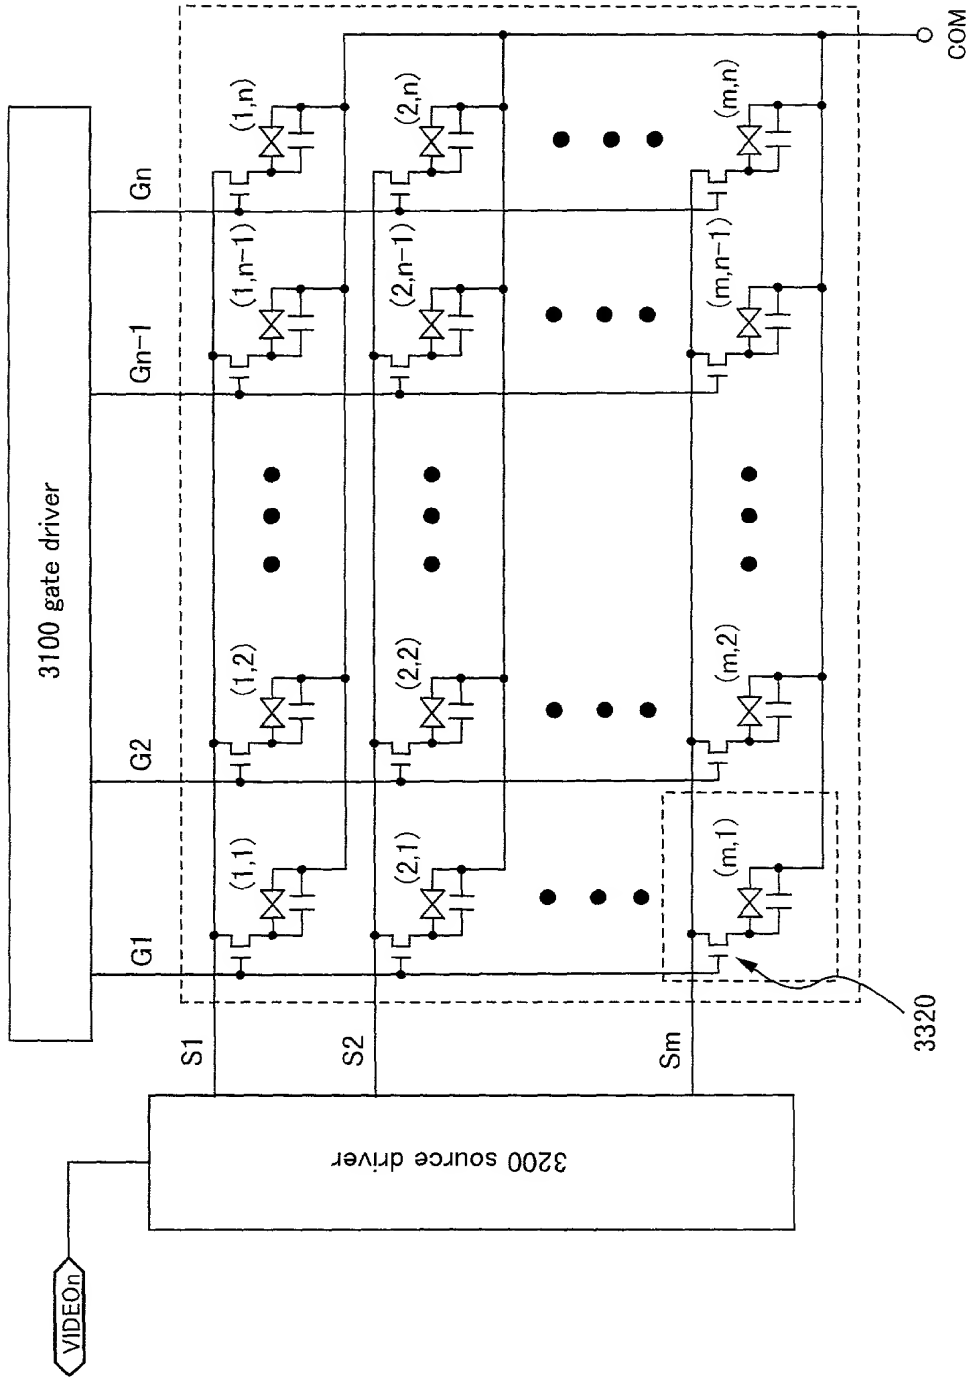 3100 gate driver
G1
G2
Gn-1
Gn
S1
(1,1)
(1,2)
(1,n-1)
(1,n)
S2
(2,1)
(2,2)
(2,n-1)
(2,n)
Sm
(m,1)
(m,2)
(m,n-1)
(m,n)
COM
3320
3200 source driver
VIDEOn